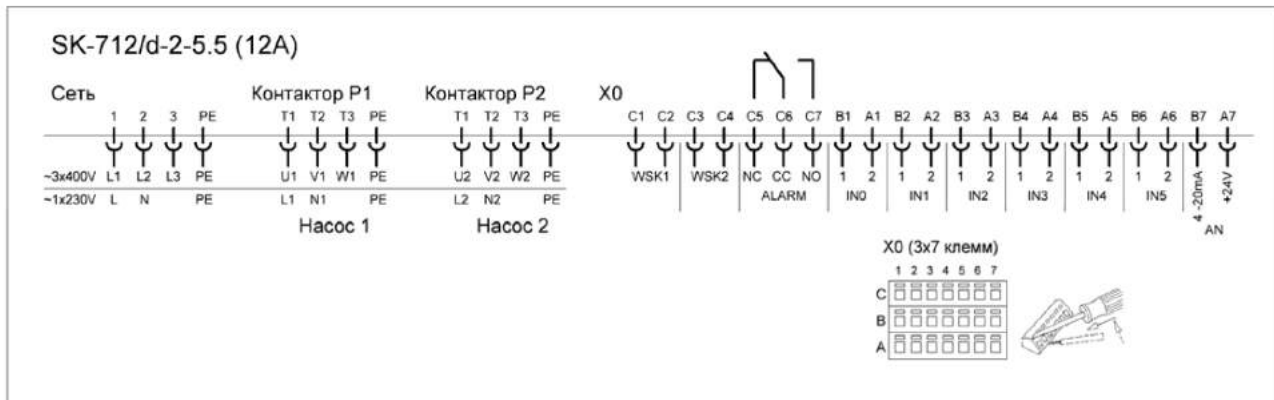 SK-712/d-2-5.5 (12A)
Сеть Контактор P1 Контактор P2 X0
1 2 3 PE T1 T2 T3 PE T1 T2 T3 PE C1 C2 C3 C4 C5 C6 C7 B1 A1 B2 A2 B3 A3 B4 A4 B5 A5 B6 A6 B7 A7
~3x400V L1 L2 L3 PE U1 V1 W1 PE U2 V2 W2 PE WSK1 WSK2 NC CC NO 1 2 1 2 1 2 1 2 1 2 1 2 4 -20mA +24V
~1x230V L N PE L1 N1 PE L2 N2 PE ALARM IN0 IN1 IN2 IN3 IN4 IN5
Насос 1 Насос 2 AN
X0 (3x7 клемм)
1 2 3 4 5 6 7
C
B
A